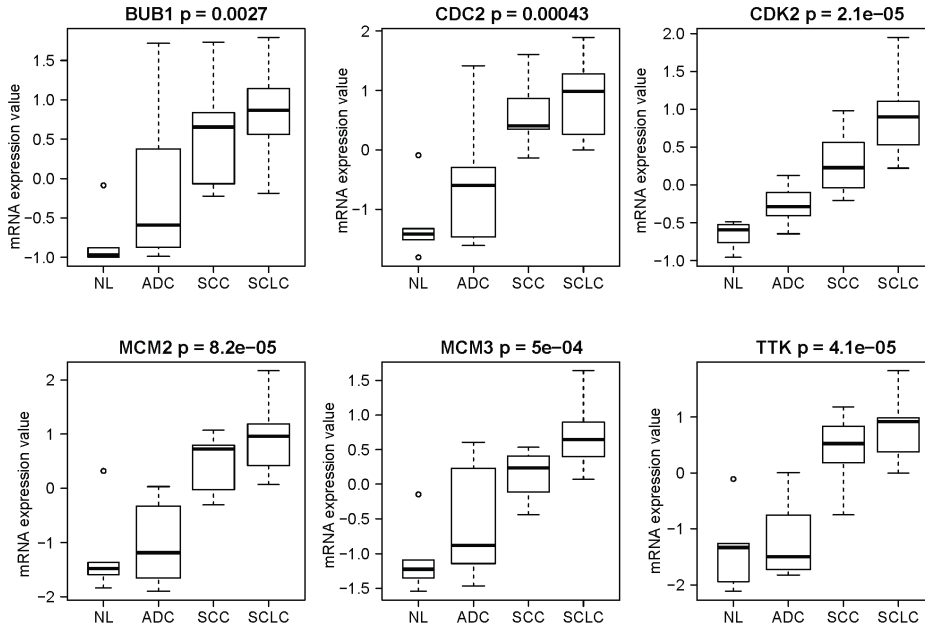 BUB1 p = 0.0027
mRNA expression value
1.5
1.0
0.5
0.0
−0.5
−1.0
NL ADC SCC SCLC
CDC2 p = 0.00043
mRNA expression value
2
1
0
−1
NL ADC SCC SCLC
CDK2 p = 2.1e−05
mRNA expression value
2.0
1.5
1.0
0.5
0.0
−0.5
−1.0
NL ADC SCC SCLC
MCM2 p = 8.2e−05
mRNA expression value
2
1
0
−1
−2
NL ADC SCC SCLC
MCM3 p = 5e−04
mRNA expression value
1.5
1.0
0.5
0.0
−0.5
−1.0
−1.5
NL ADC SCC SCLC
TTK p = 4.1e−05
mRNA expression value
1
0
−1
−2
NL ADC SCC SCLC